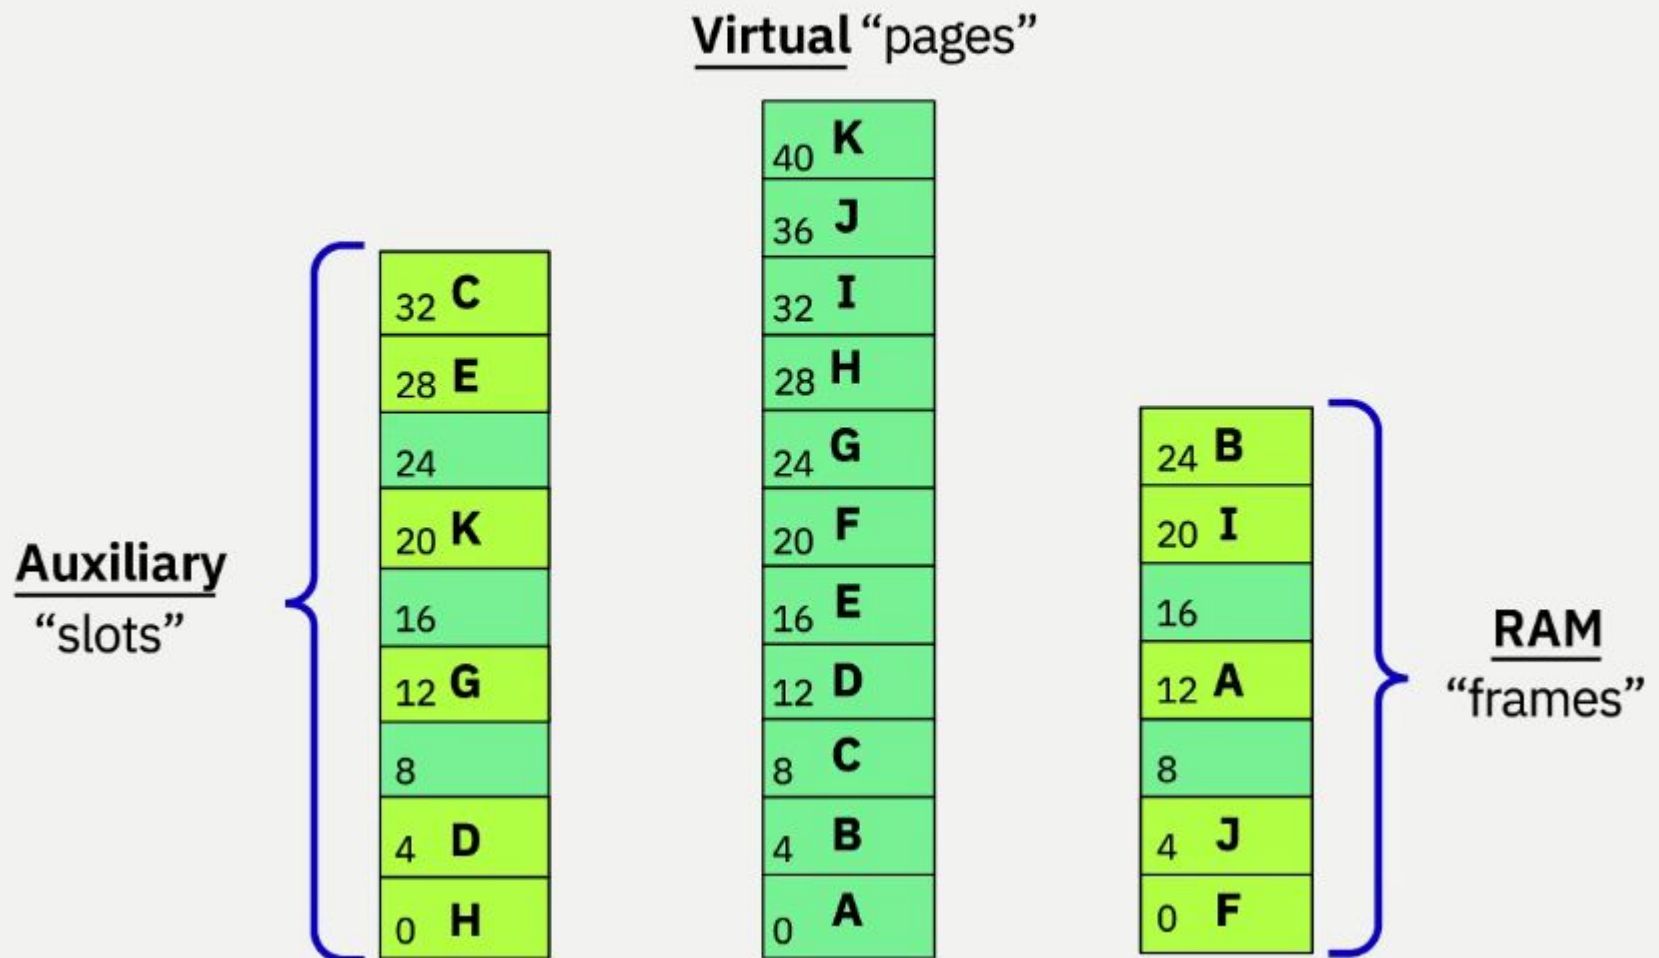 Virtual “pages”
Auxiliary
“slots”
32 C
28 E
24
20 K
16
12 G
8
4 D
0 H
40 K
36 J
32 I
28 H
24 G
20 F
16 E
12 D
8 C
4 B
0 A
24 B
20 I
16
12 A
8
4 J
0 F
RAM
“frames”